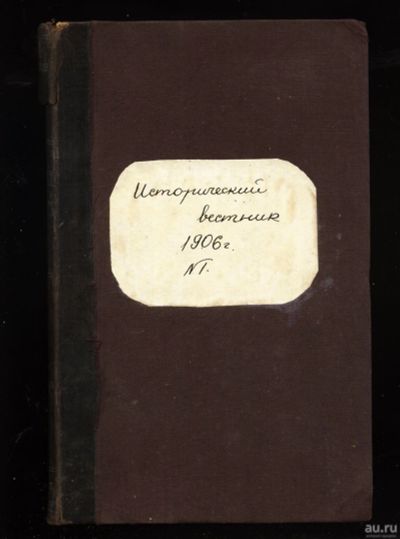 Исторический
вестник
1906г.
№1.
au.ru